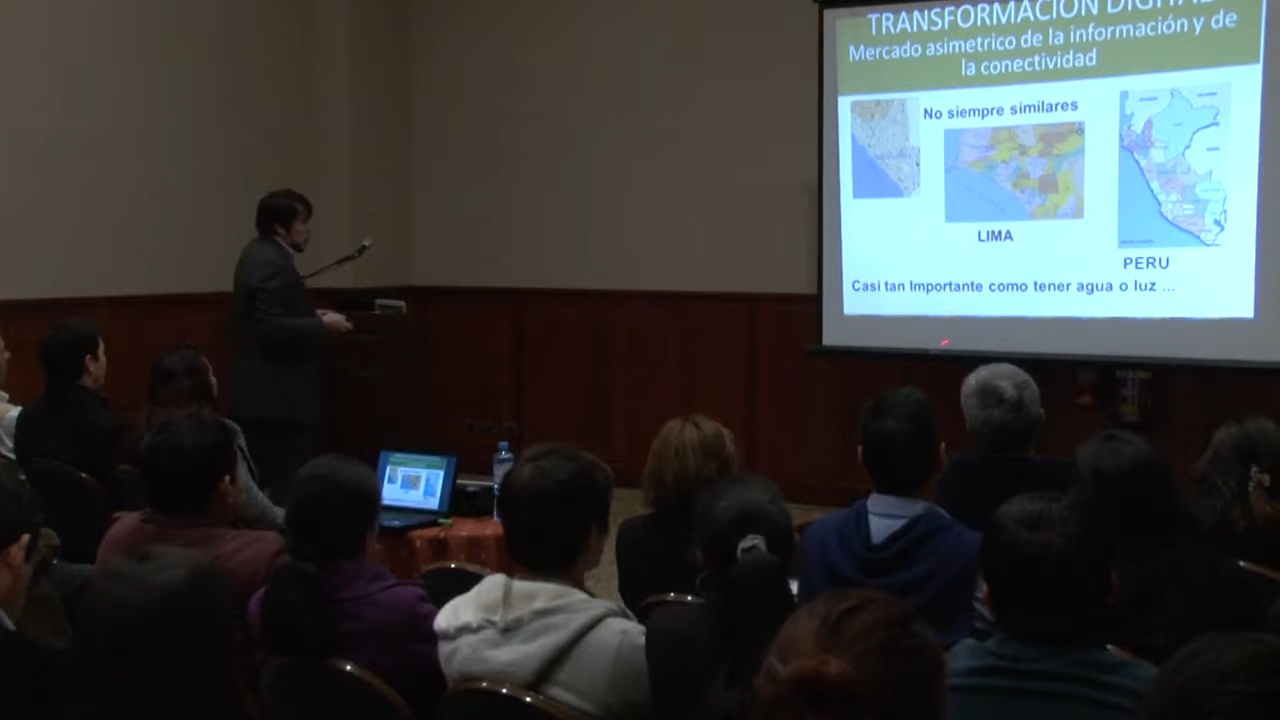 TRANSFORMACION DIGITAL
Mercado asimetrico de la información y de
la conectividad
No siempre similares
LIMA
PERU
Casi tan Importante como tener agua o luz ...